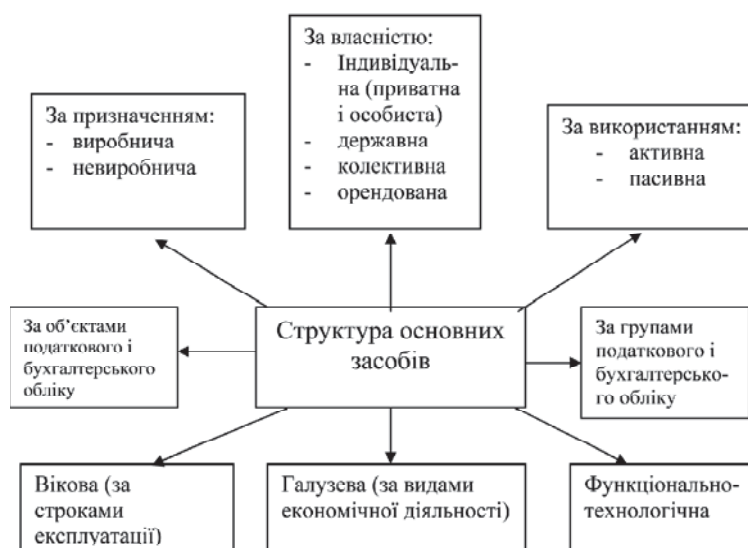 За призначенням:
- виробнича
- невиробнича
За власністю:
- Індивідуаль-
на (приватна
і особиста)
- державна
- колективна
- орендована
За використанням:
- активна
- пасивна
За об’єктами
податкового і
бухгалтерського
обліку
Структура основних
засобів
За групами
податкового і
бухгалтерсько-
го обліку
Вікова (за
строками
експлуатації)
Галузева (за видами
економічної діяльності)
Функціонально-
технологічна